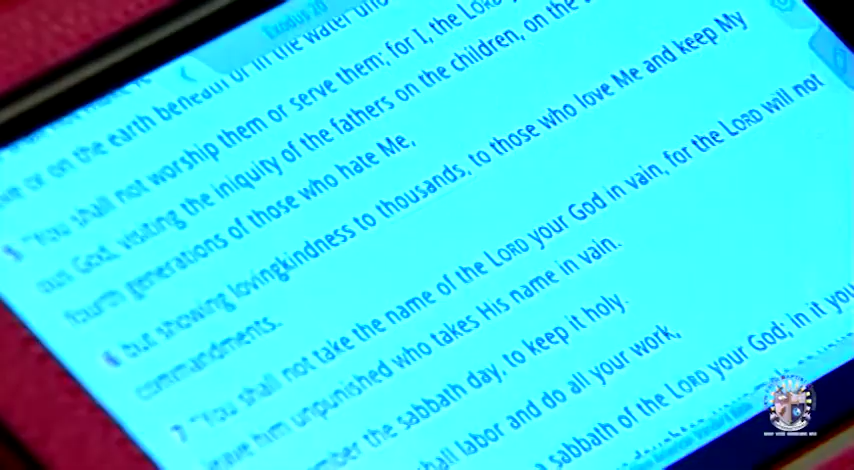 Exodus 20
or on the earth beneath or in the water
5 "You shall not worship them or serve them; for I, the LORD
God, visiting the iniquity of the fathers on the children, on the
fourth generations of those who hate Me,
6 but showing lovingkindness to thousands, to those who love Me and keep My
commandments.
7 "You shall not take the name of the LORD your God in vain, for the LORD will not
leave him unpunished who takes His name in vain.
the sabbath day, to keep it holy.
shall labor and do all your work,
a sabbath of the LORD your God; in it you